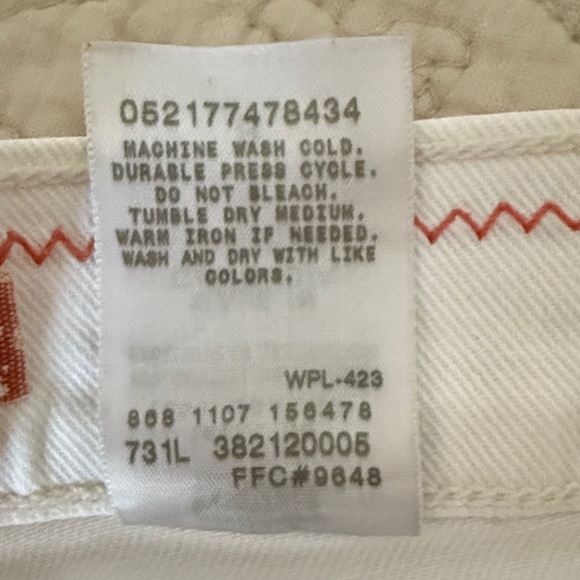 052177478434
MACHINE WASH COLD.
DURABLE PRESS CYCLE.
DO NOT BLEACH.
TUMBLE DRY MEDIUM.
WARM IRON IF NEEDED.
WASH AND DRY WITH LIKE
COLORS.
WPL-423
868 1107 156478
731L 382120005
FFC#9648